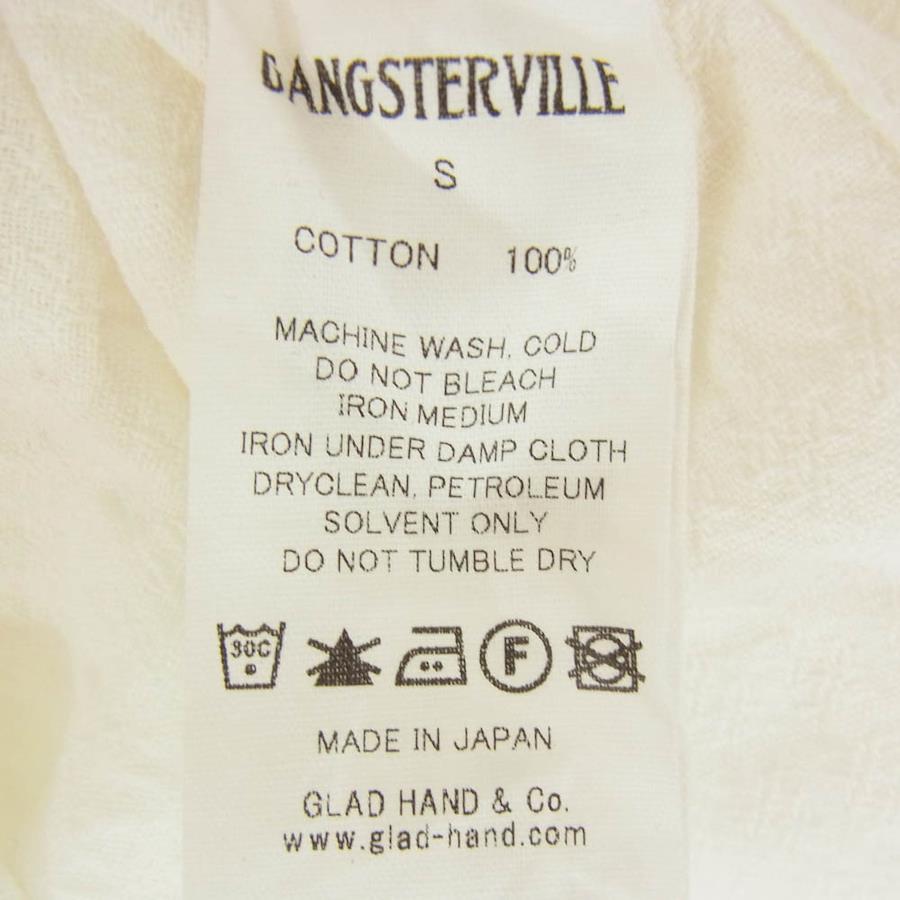 GANGSTERVILLE
S
COTTON 100%
MACHINE WASH. COLD
DO NOT BLEACH
IRON MEDIUM
IRON UNDER DAMP CLOTH
DRYCLEAN. PETROLEUM
SOLVENT ONLY
DO NOT TUMBLE DRY
30C F
MADE IN JAPAN
GLAD HAND & Co.
www.glad-hand.com